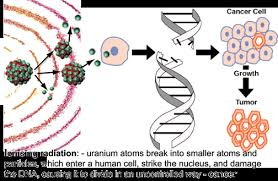 Cancer Cell
Growth
Tumor
Ionising radiation: - uranium atoms break into smaller atoms and
particles, which enter a human cell, strike the nucleus, and damage
the DNA, causing it to divide in an uncontrolled way - cancer